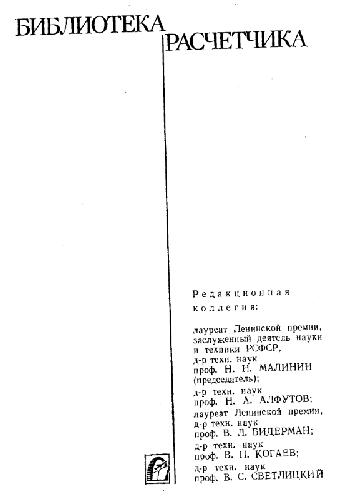 БИБЛИОТЕКА
РАСЧЕТЧИКА
Редакционная
коллегия:
лауреат Ленинской премии,
заслуженный деятель науки
и техники РСФСР,
д-р техн. наук
проф. Н. Н. МАЛИНИН
(председатель);
д-р техн. наук
проф. Н. А. АЛФУТОВ;
лауреат Ленинской премии,
д-р техн. наук
проф. В. Л. БИДЕРМАН;
д-р техн. наук
проф. В. П. КОГАЕВ;
д-р техн. наук
проф. В. С. СВЕТЛИЦКИЙ